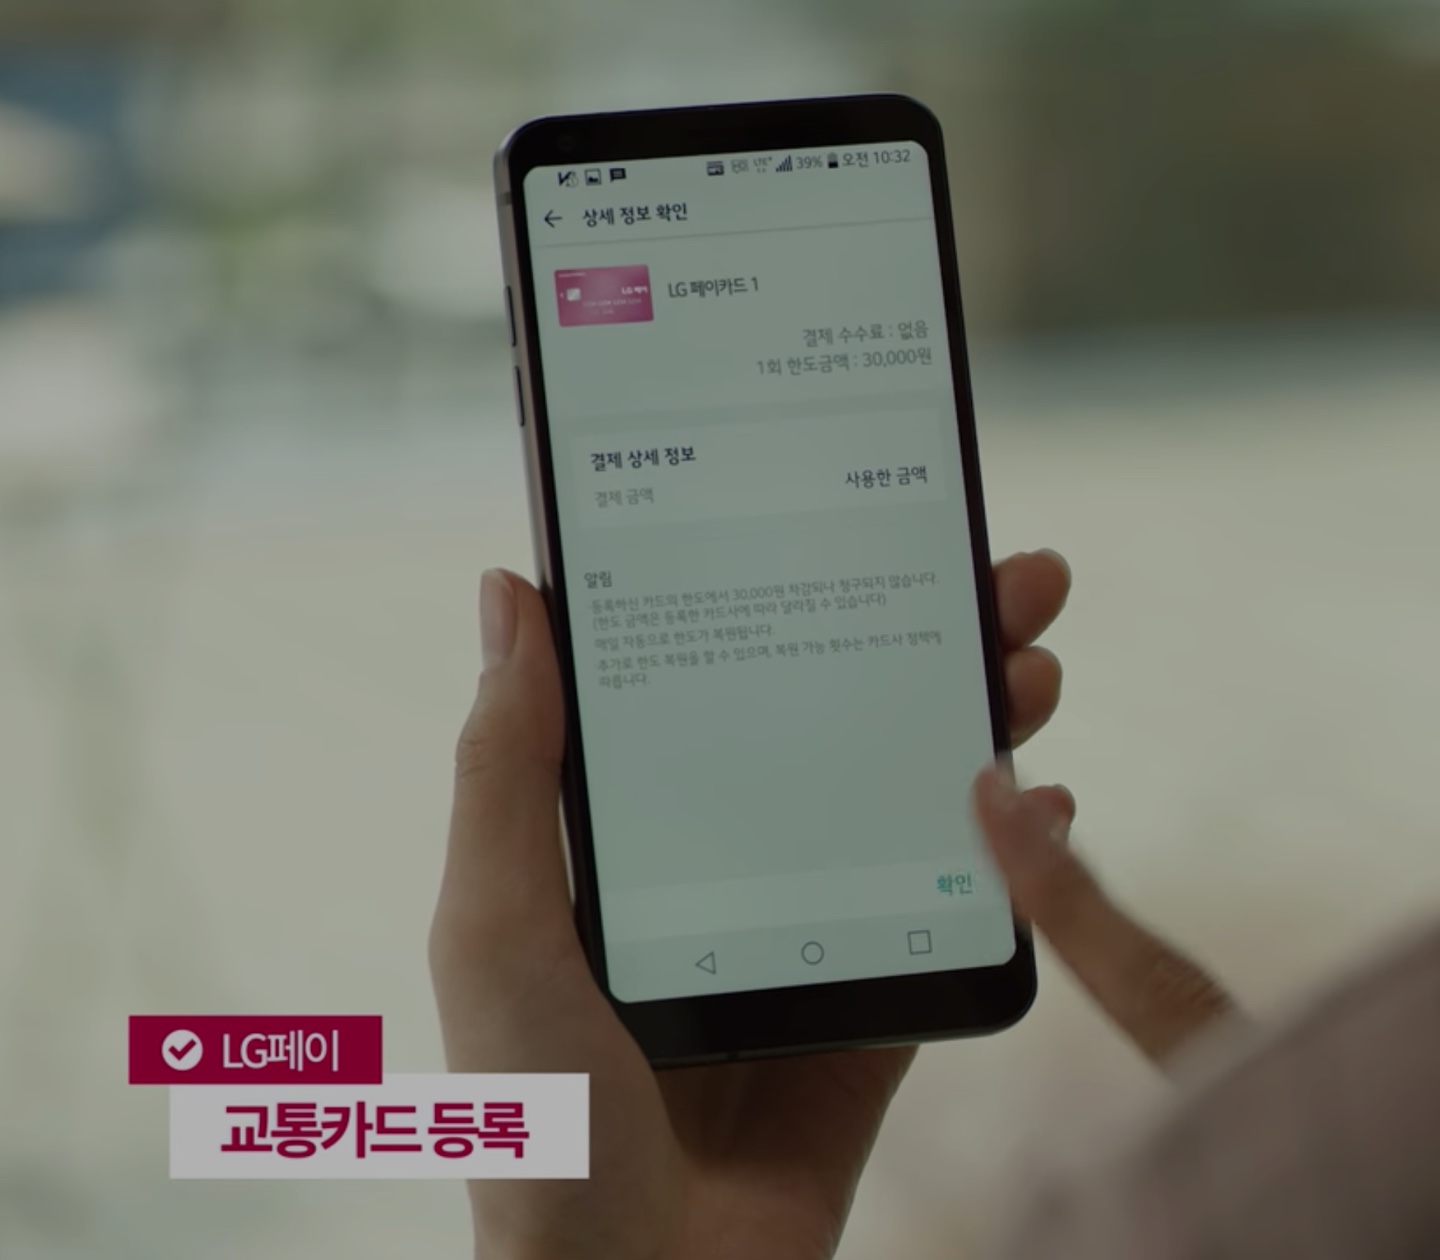 39% 오전 10:32
상세 정보 확인
LG 페이
LG 페이카드 1
결제 수수료 : 없음
1회 한도금액 : 30,000원
결제 상세 정보
결제 금액
사용한 금액
알림
·등록하신 카드의 한도에서 30,000원 차감되나 청구되지 않습니다.
(한도 금액은 등록한 카드사에 따라 달라질 수 있습니다)
·매일 자동으로 한도가 복원됩니다.
·추가로 한도 복원을 할 수 있으며, 복원 가능 횟수는 카드사 정책에
따릅니다.
확인
LG페이
교통카드 등록